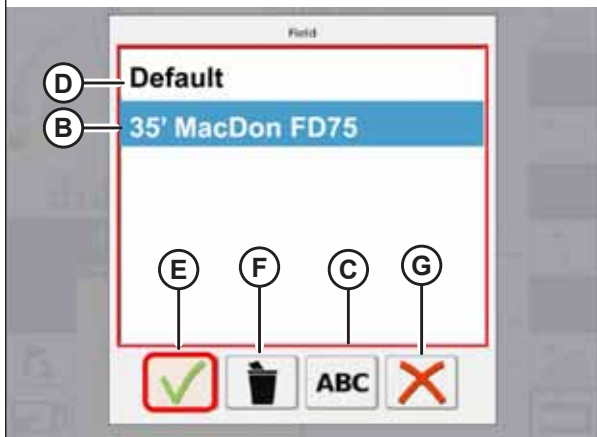 Field
D Default
B 35' MacDon FD75
E F C G
ABC